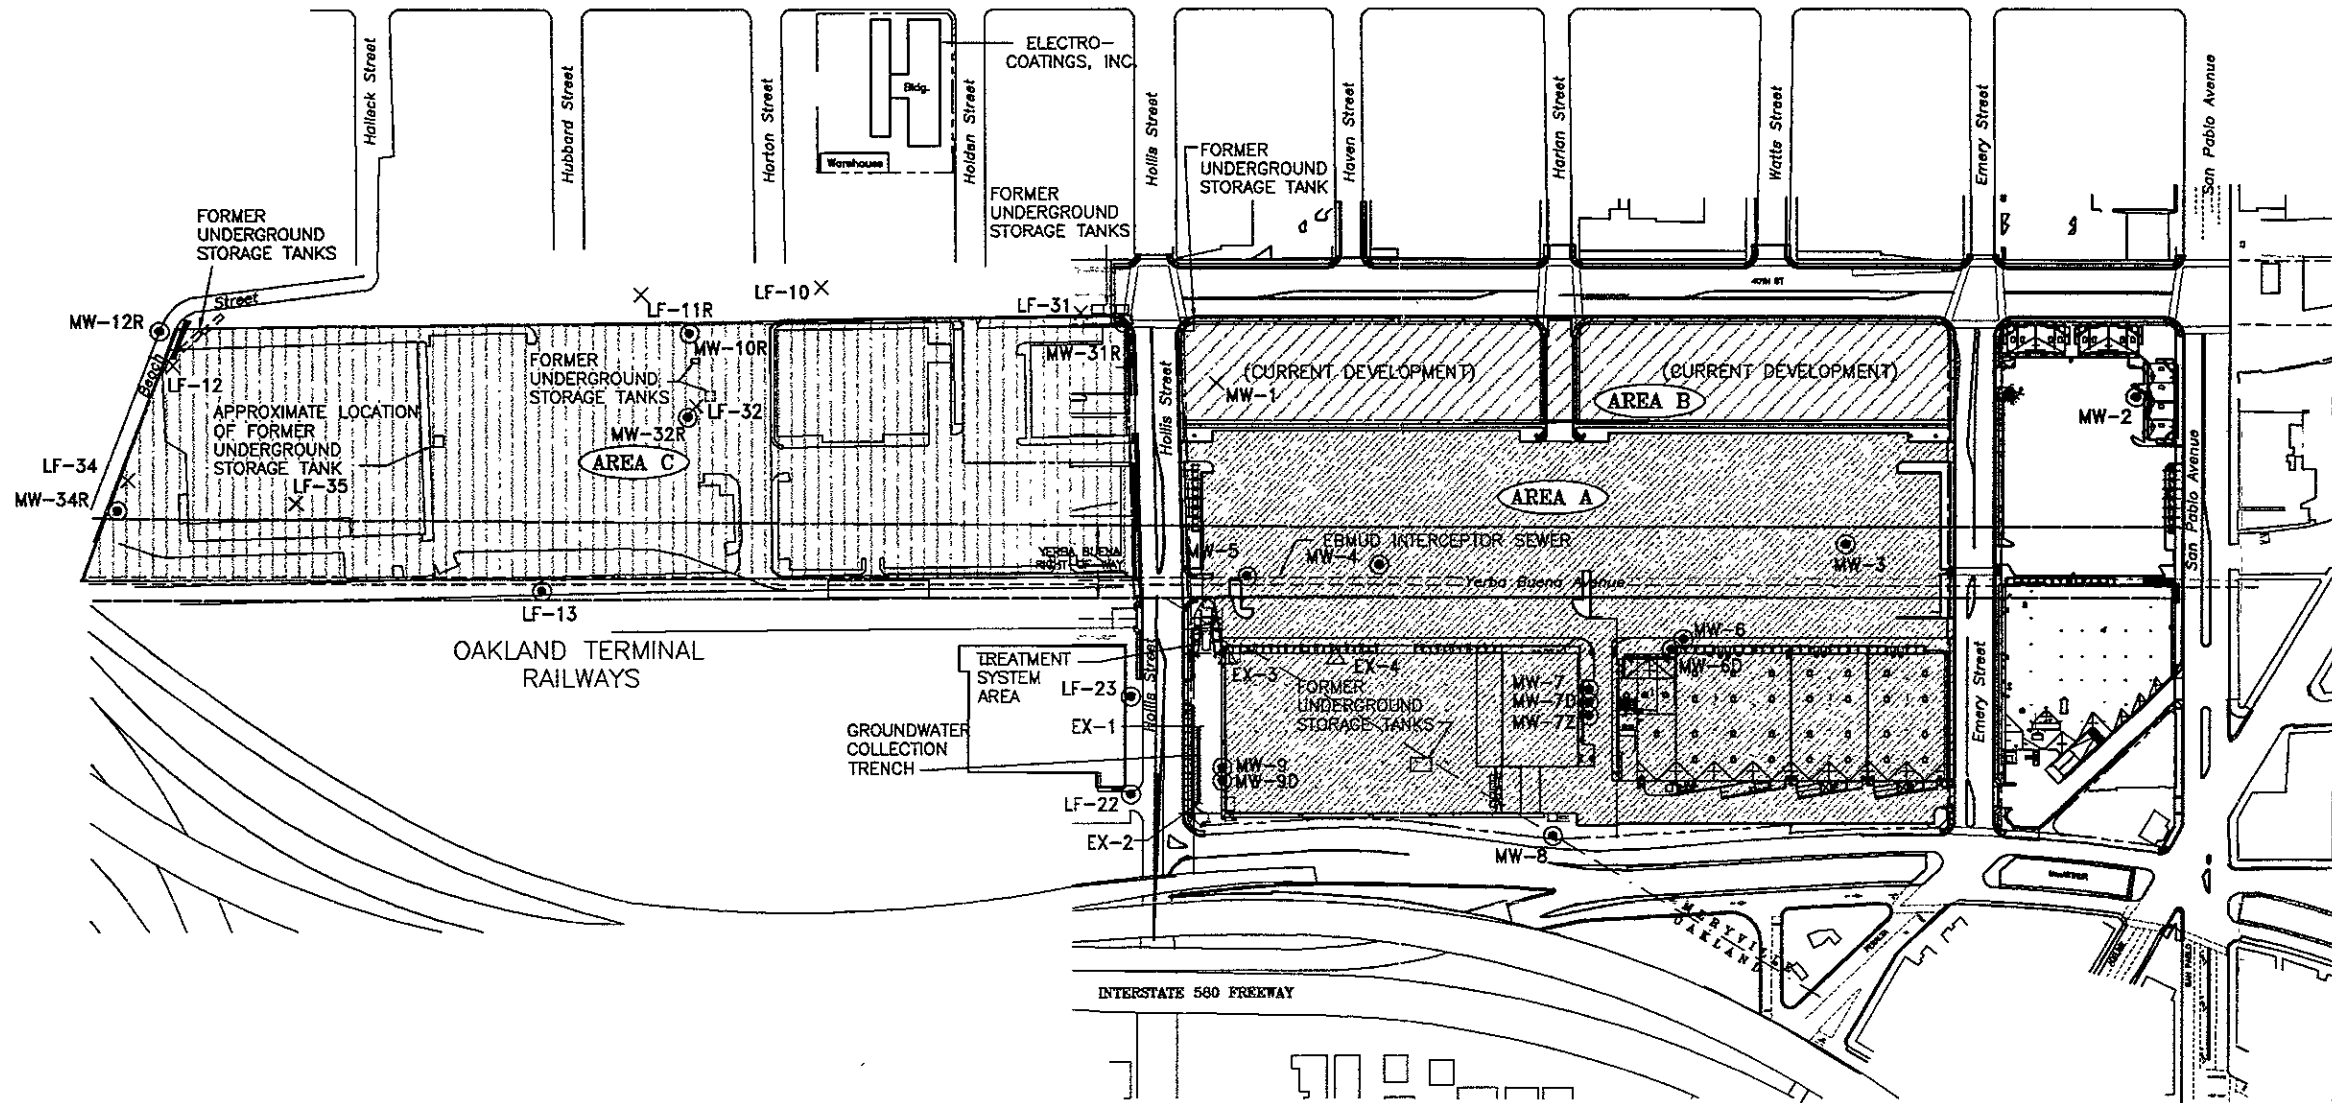 Halleck Street
Hubbard Street
Horton Street
ELECTRO-
COATINGS, INC.
Bldg.
Warehouse
Holden Street
Hollis Street
Haven Street
Harlan Street
Watts Street
Emery Street
San Pablo Avenue
FORMER
UNDERGROUND
STORAGE TANKS
FORMER
UNDERGROUND
STORAGE TANKS
FORMER
UNDERGROUND
STORAGE TANK
40TH ST
Beach
Street
MW-12R
LF-12
LF-11R
MW-10R
LF-10
LF-31
MW-31R
FORMER
UNDERGROUND
STORAGE TANKS
LF-32
MW-32R
APPROXIMATE LOCATION
OF FORMER
UNDERGROUND
STORAGE TANK
LF-35
AREA C
LF-34
MW-34R
Hollis Street
(CURRENT DEVELOPMENT)
(CURRENT DEVELOPMENT)
MW-1
AREA B
MW-2
AREA A
San Pablo Avenue
EBMUD INTERCEPTOR SEWER
MW-5
MW-4
MW-3
YERBA BUENA
RIGHT OF WAY
Yerba Buena Avenue
LF-13
OAKLAND TERMINAL
RAILWAYS
TREATMENT
SYSTEM
AREA
Hollis Street
LF-23
EX-1
GROUNDWATER
COLLECTION
TRENCH
LF-22
EX-2
EX-3
EX-4
FORMER
UNDERGROUND
STORAGE TANKS
MW-6
MW-6D
MW-7
MW-7D
MW-7Z
MW-9
MW-9D
MW-8
Emery Street
EMERYVILLE
OAKLAND
SAN PABLO
INTERSTATE 580 FREEWAY